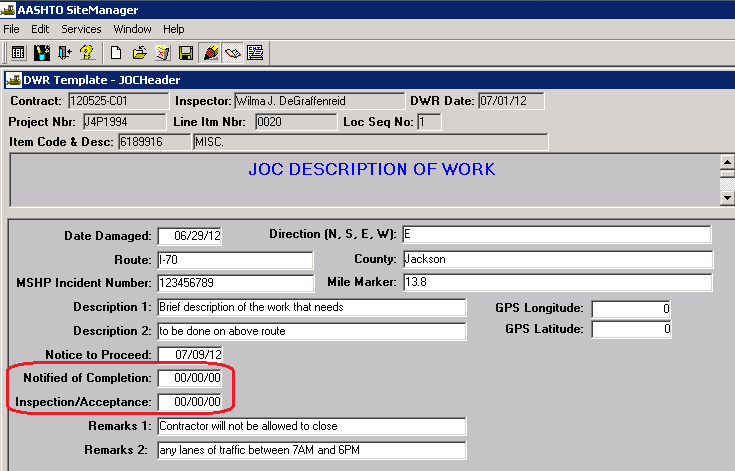 AASHTO SiteManager
File Edit Services Window Help
DWR Template - JOCHeader
Contract: 120525-C01 Inspector: Wilma J. DeGraffenreid DWR Date: 07/01/12
Project Nbr: J4P1994 Line Itm Nbr: 0020 Loc Seq No: 1
Item Code & Desc: 6189916 MISC.
JOC DESCRIPTION OF WORK
Date Damaged: 06/29/12 Direction (N, S, E, W): E
Route: I-70 County: Jackson
MSHP Incident Number: 123456789 Mile Marker: 13.8
Description 1: Brief description of the work that needs GPS Longitude: 0
Description 2: to be done on above route GPS Latitude: 0
Notice to Proceed: 07/09/12
Notified of Completion: 00/00/00
Inspection/Acceptance: 00/00/00
Remarks 1: Contractor will not be allowed to close
Remarks 2: any lanes of traffic between 7AM and 6PM